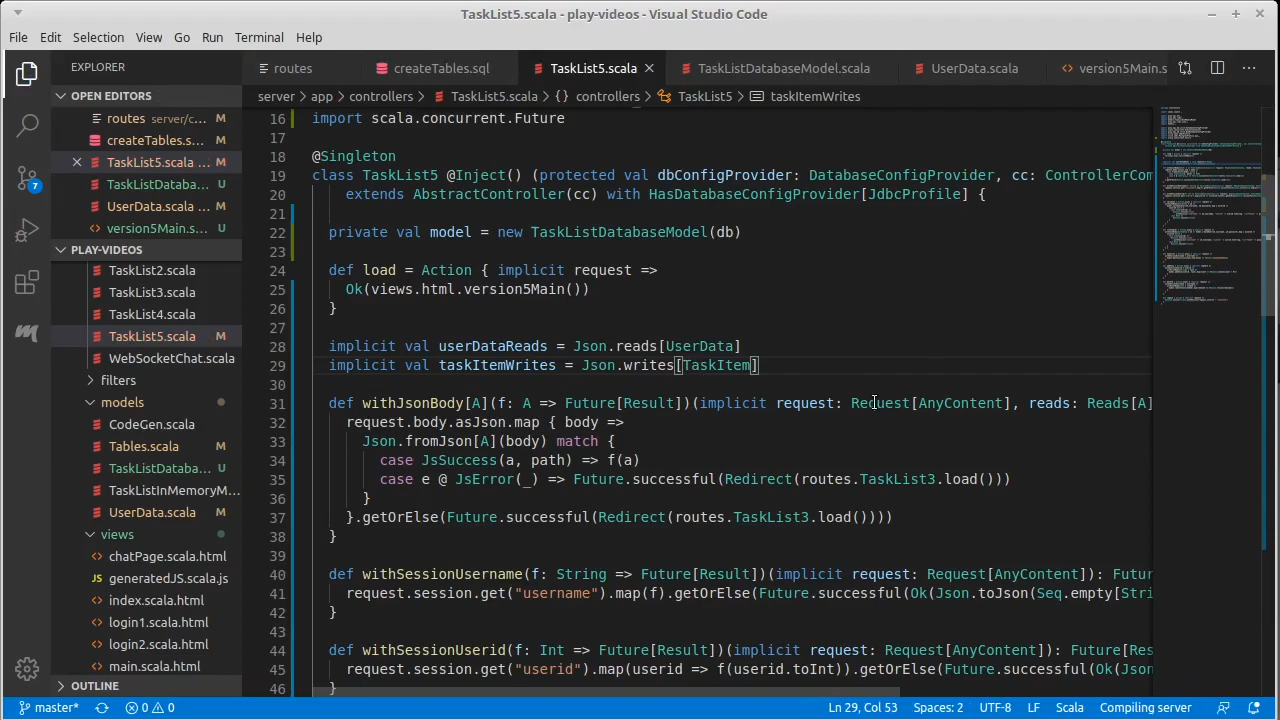 TaskList5.scala - play-videos - Visual Studio Code
File Edit Selection View Go Run Terminal Help
EXPLORER
routes
createTables.sql
TaskList5.scala
TaskListDatabaseModel.scala
UserData.scala
version5Main.s
OPEN EDITORS
server > app > controllers > TaskList5.scala > {} controllers > TaskList5 > taskItemWrites
routes server/c... M
createTables.s... M
TaskList5.scala ... M
TaskListDataba... U
UserData.scala ... M
version5Main.s... U
7
PLAY-VIDEOS
TaskList2.scala
TaskList3.scala
TaskList4.scala
TaskList5.scala M
WebSocketChat.scala
filters
models
CodeGen.scala
Tables.scala M
TaskListDataba... U
TaskListInMemoryM...
UserData.scala M
views
chatPage.scala.html
JS generatedJS.scala.js
index.scala.html
login1.scala.html
login2.scala.html
main.scala.html
OUTLINE
16 import scala.concurrent.Future
17
18 @Singleton
19 class TaskList5 @Inject()(protected val dbConfigProvider: DatabaseConfigProvider, cc: ControllerCom
20 extends AbstractController(cc) with HasDatabaseConfigProvider[JdbcProfile] {
21
22 private val model = new TaskListDatabaseModel(db)
23
24 def load = Action { implicit request =>
25 Ok(views.html.version5Main())
26 }
27
28 implicit val userDataReads = Json.reads[UserData]
29 implicit val taskItemWrites = Json.writes[TaskItem]
30
31 def withJsonBody[A](f: A => Future[Result])(implicit request: Request[AnyContent], reads: Reads[A]
32 request.body.asJson.map { body =>
33 Json.fromJson[A](body) match {
34 case JsSuccess(a, path) => f(a)
35 case e @ JsError(_) => Future.successful(Redirect(routes.TaskList3.load()))
36 }
37 }.getOrElse(Future.successful(Redirect(routes.TaskList3.load())))
38 }
39
40 def withSessionUsername(f: String => Future[Result])(implicit request: Request[AnyContent]): Futur
41 request.session.get("username").map(f).getOrElse(Future.successful(Ok(Json.toJson(Seq.empty[Stri
42 }
43
44 def withSessionUserid(f: Int => Future[Result])(implicit request: Request[AnyContent]): Future[Res
45 request.session.get("userid").map(userid => f(userid.toInt)).getOrElse(Future.successful(Ok(Json
46 }
master* 0 0 Ln 29, Col 53 Spaces: 2 UTF-8 LF Scala Compiling server